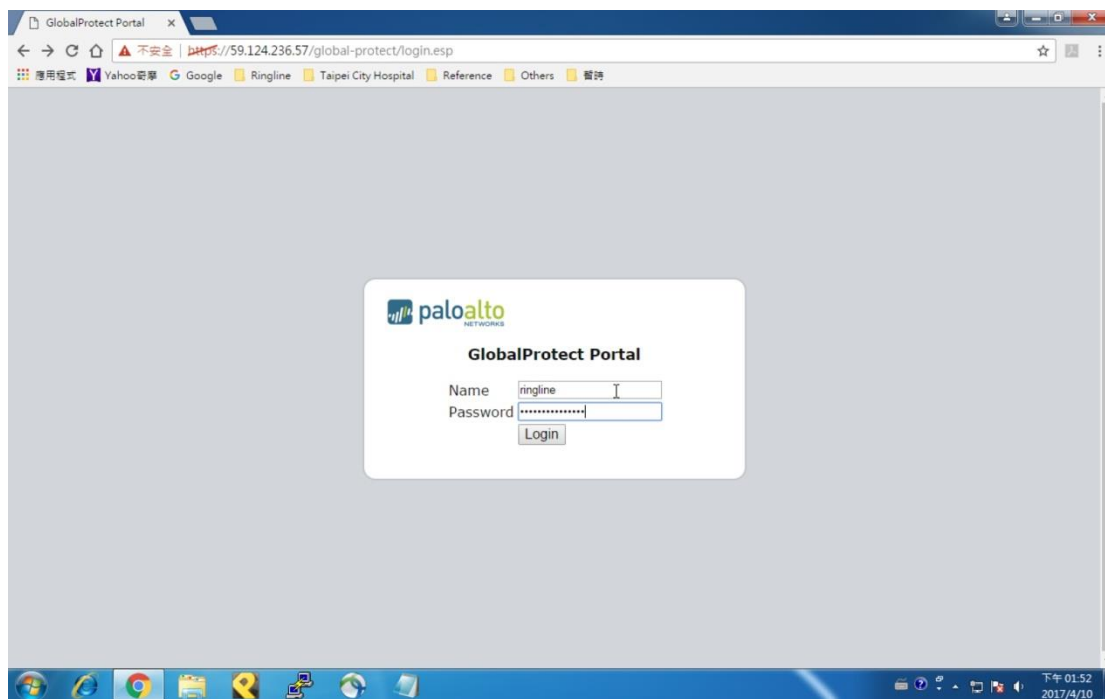 GlobalProtect Portal
不安全 | https://59.124.236.57/global-protect/login.esp
應用程式 Yahoo奇摩 Google Ringline Taipei City Hospital Reference Others 暫時
paloalto
NETWORKS
GlobalProtect Portal
Name ringline
Password ••••••••••••••• 
Login
下午 01:52
2017/4/10